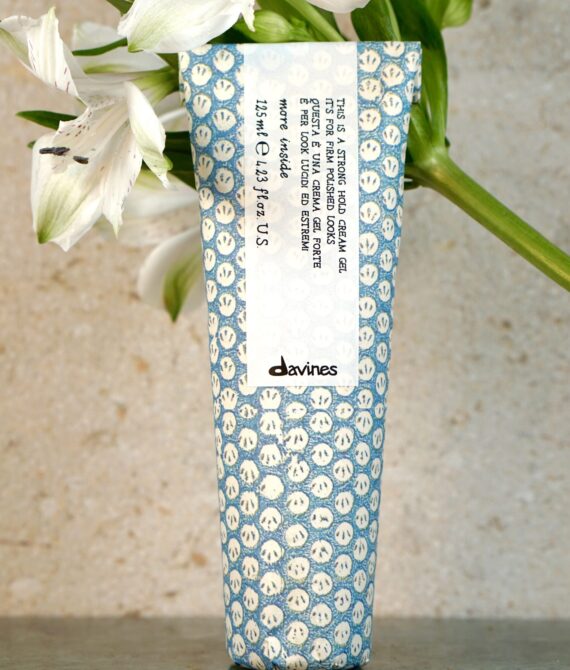 THIS IS A STRONG HOLD CREAM GEL
IT'S FOR FIRM POLISHED LOOKS
QUESTA È UNA CREMA GEL FORTE
È PER LOOK LUCIDI ED ESTREMI
more inside
125 ml ℮ 4,23 fl.oz. U.S.
davines